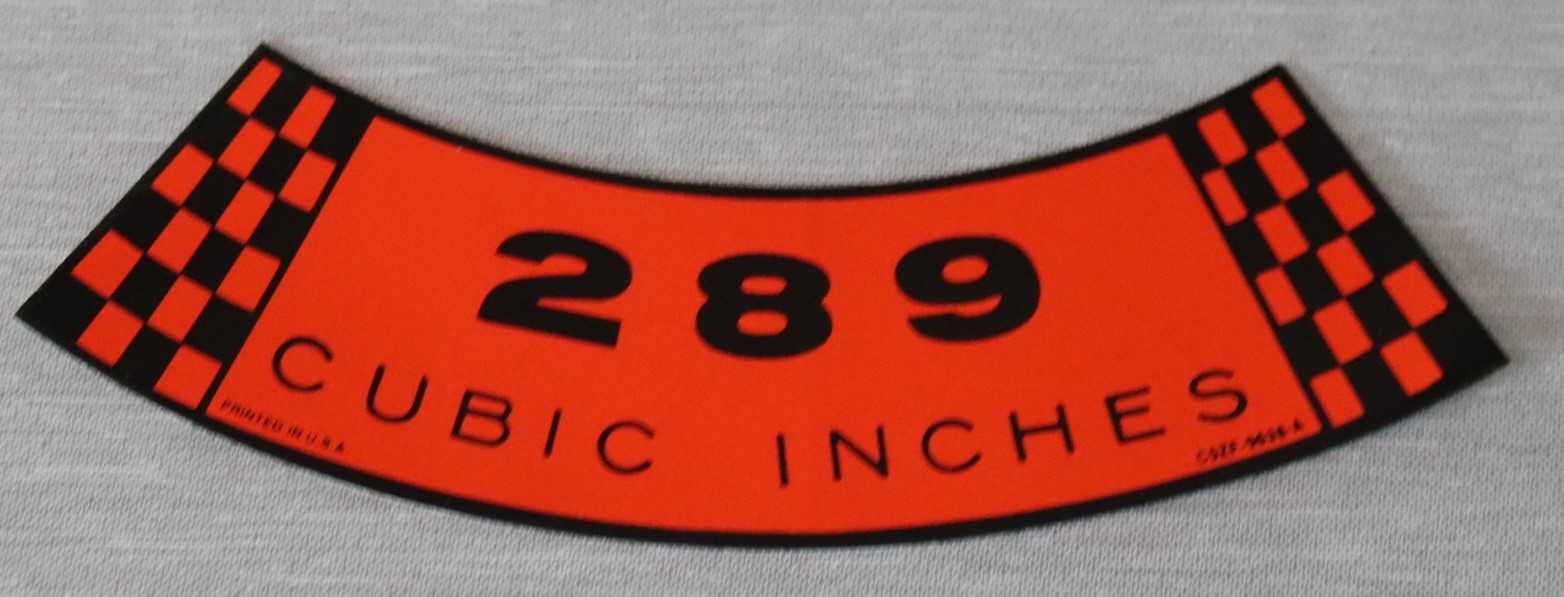 289
CUBIC INCHES
PRINTED IN U.S.A